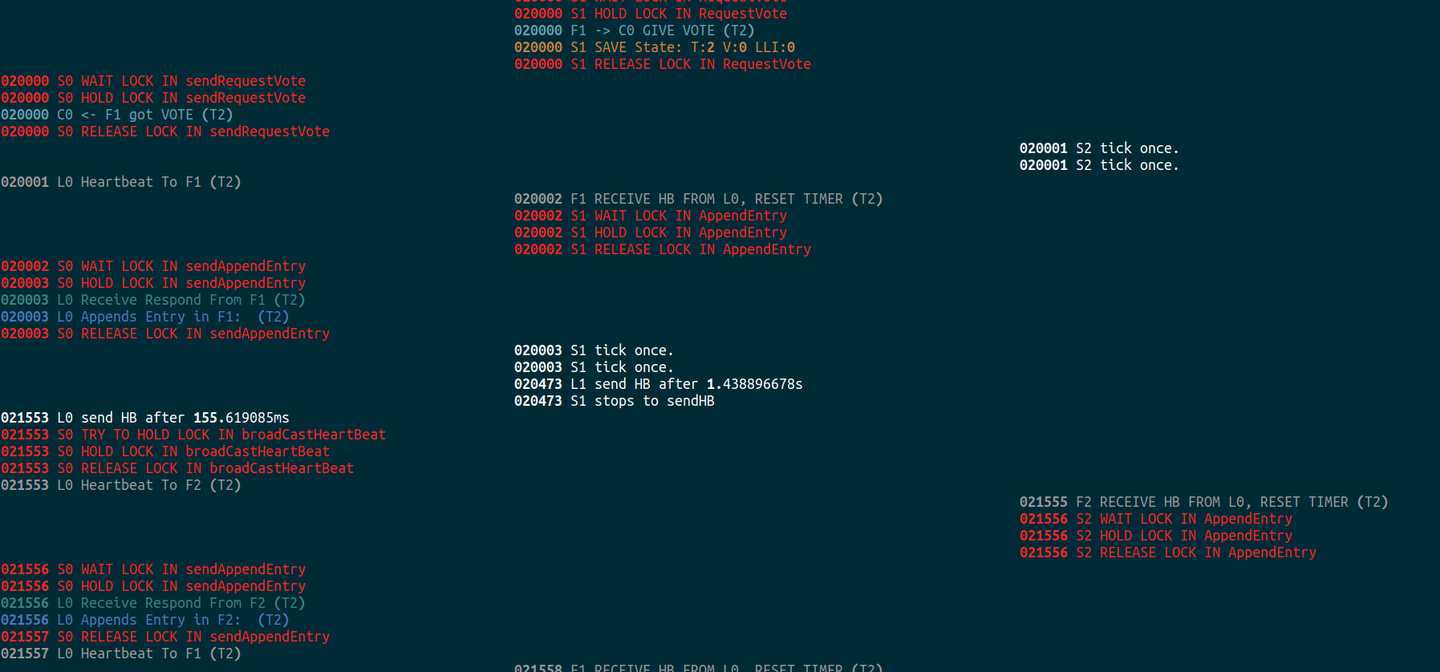 020000 S1 HOLD LOCK IN RequestVote
020000 F1 -> C0 GIVE VOTE (T2)
020000 S1 SAVE State: T:2 V:0 LLI:0
020000 S1 RELEASE LOCK IN RequestVote
020000 S0 WAIT LOCK IN sendRequestVote
020000 S0 HOLD LOCK IN sendRequestVote
020000 C0 <- F1 got VOTE (T2)
020000 S0 RELEASE LOCK IN sendRequestVote
020001 S2 tick once.
020001 S2 tick once.
020001 L0 Heartbeat To F1 (T2)
020002 F1 RECEIVE HB FROM L0, RESET TIMER (T2)
020002 S1 WAIT LOCK IN AppendEntry
020002 S1 HOLD LOCK IN AppendEntry
020002 S1 RELEASE LOCK IN AppendEntry
020002 S0 WAIT LOCK IN sendAppendEntry
020003 S0 HOLD LOCK IN sendAppendEntry
020003 L0 Receive Respond From F1 (T2)
020003 L0 Appends Entry in F1:  (T2)
020003 S0 RELEASE LOCK IN sendAppendEntry
020003 S1 tick once.
020003 S1 tick once.
020473 L1 send HB after 1.438896678s
020473 S1 stops to sendHB
021553 L0 send HB after 155.619085ms
021553 S0 TRY TO HOLD LOCK IN broadCastHeartBeat
021553 S0 HOLD LOCK IN broadCastHeartBeat
021553 S0 RELEASE LOCK IN broadCastHeartBeat
021553 L0 Heartbeat To F2 (T2)
021555 F2 RECEIVE HB FROM L0, RESET TIMER (T2)
021556 S2 WAIT LOCK IN AppendEntry
021556 S2 HOLD LOCK IN AppendEntry
021556 S2 RELEASE LOCK IN AppendEntry
021556 S0 WAIT LOCK IN sendAppendEntry
021556 S0 HOLD LOCK IN sendAppendEntry
021556 L0 Receive Respond From F2 (T2)
021556 L0 Appends Entry in F2:  (T2)
021557 S0 RELEASE LOCK IN sendAppendEntry
021557 L0 Heartbeat To F1 (T2)
021558 F1 RECEIVE HB FROM L0, RESET TIMER (T2)